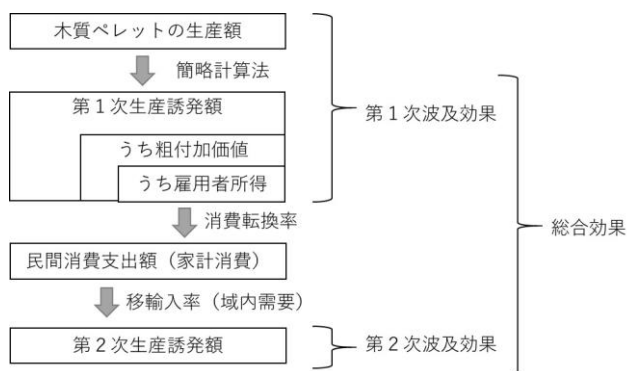 木質ペレットの生産額
簡略計算法
第１次生産誘発額
うち粗付加価値
うち雇用者所得
第１次波及効果
消費転換率
総合効果
民間消費支出額（家計消費）
移輸入率（域内需要）
第２次生産誘発額
第２次波及効果